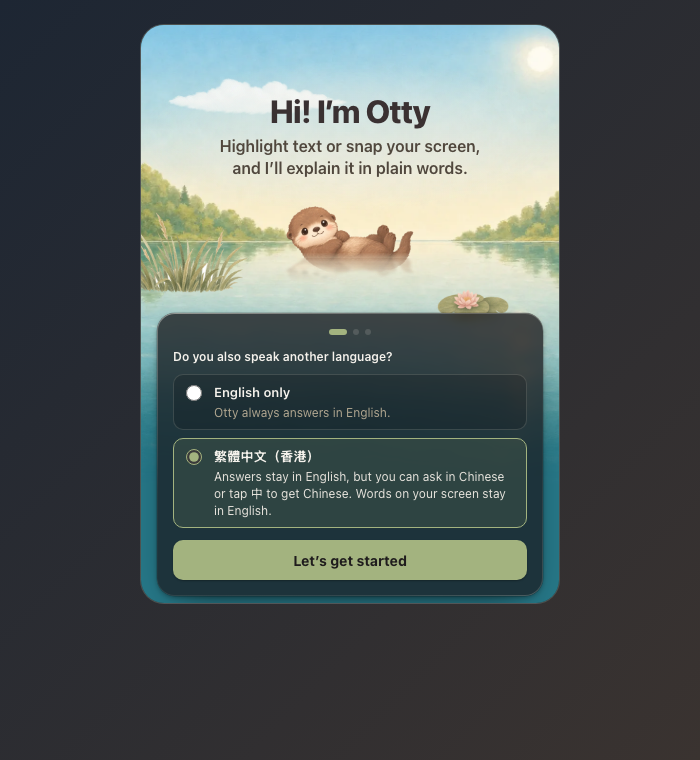 Hi! I’m Otty
Highlight text or snap your screen,
and I’ll explain it in plain words.
Do you also speak another language?
English only
Otty always answers in English.
繁體中文（香港）
Answers stay in English, but you can ask in Chinese
or tap 中 to get Chinese. Words on your screen stay
in English.
Let’s get started